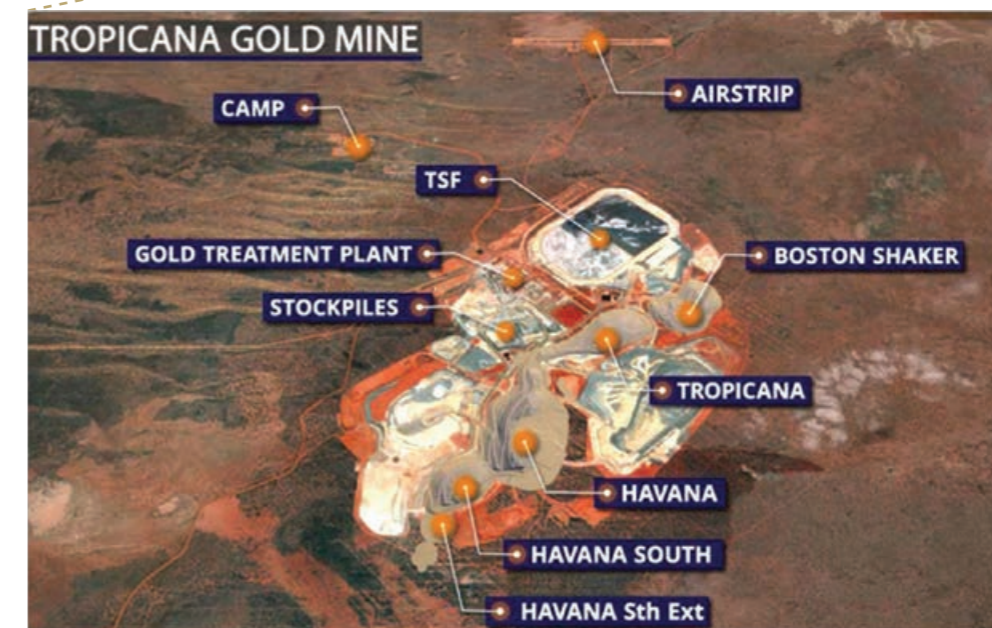 TROPICANA GOLD MINE
AIRSTRIP
CAMP
TSF
GOLD TREATMENT PLANT
BOSTON SHAKER
STOCKPILES
TROPICANA
HAVANA
HAVANA SOUTH
HAVANA Sth Ext